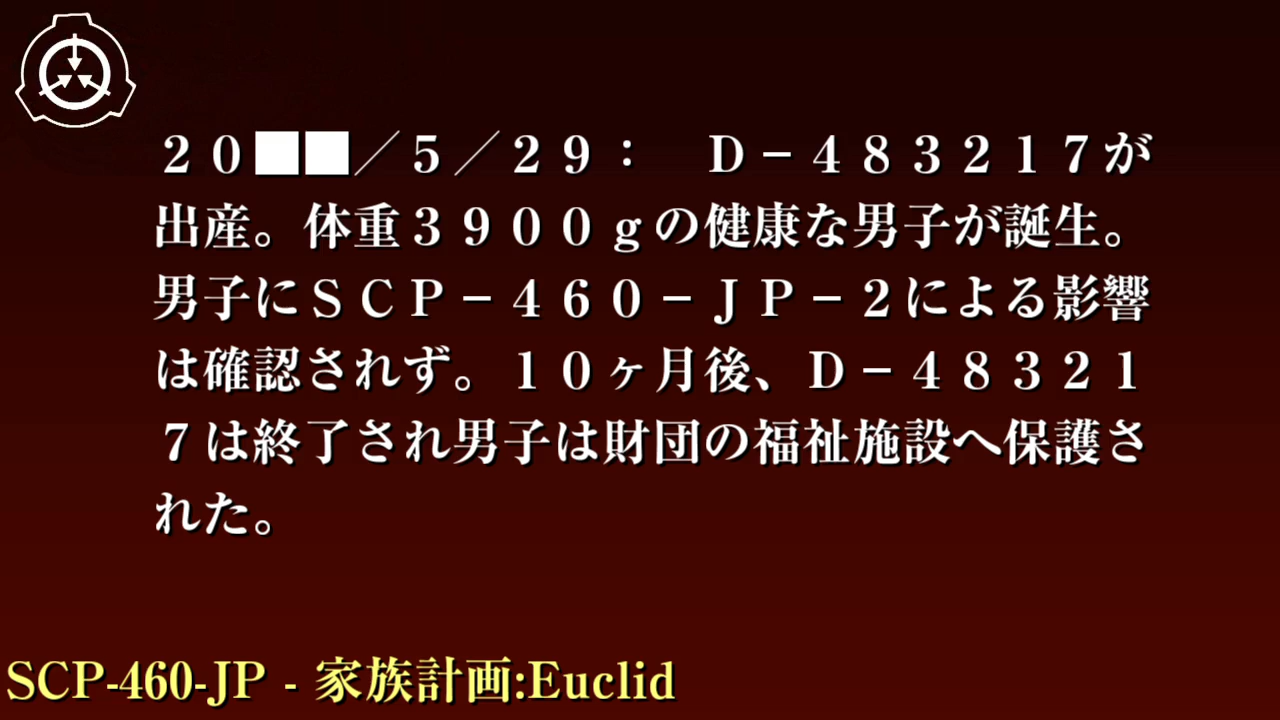 ２０■■／５／２９：　Ｄ－４８３２１７が
出産。体重３９００ｇの健康な男子が誕生。
男子にＳＣＰ－４６０－ＪＰ－２による影響
は確認されず。１０ヶ月後、Ｄ－４８３２１
７は終了され男子は財団の福祉施設へ保護さ
れた。
SCP-460-JP - 家族計画:Euclid